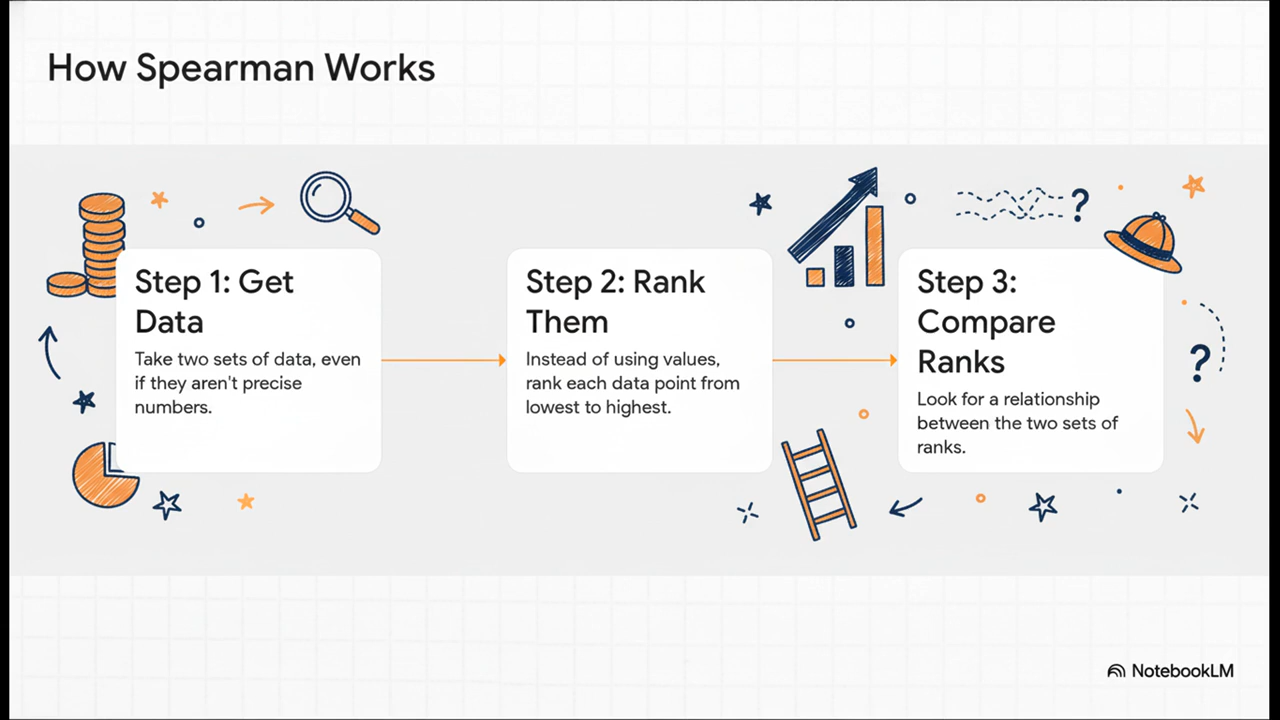 How Spearman Works
Step 1: Get
Data
Take two sets of data, even
if they aren't precise
numbers.
Step 2: Rank
Them
Instead of using values,
rank each data point from
lowest to highest.
Step 3:
Compare
Ranks
Look for a relationship
between the two sets of
ranks.
?
?
NotebookLM